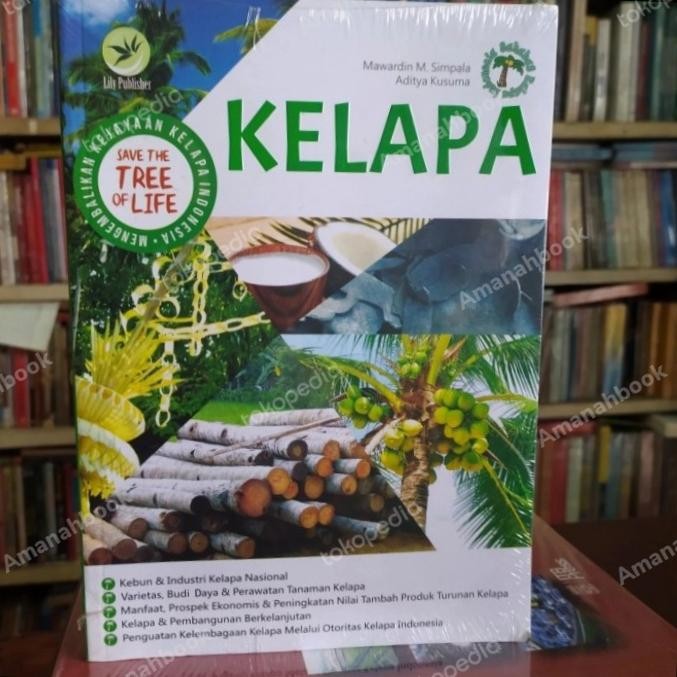 Lily Publisher
Mawardin M. Simpala
Aditya Kusuma
KELAPA
MENGEMBALIKAN KEJAYAAN KELAPA INDONESIA
SAVE THE
TREE
OF LIFE
Kebun & Industri Kelapa Nasional
Varietas, Budi Daya & Perawatan Tanaman Kelapa
Manfaat, Prospek Ekonomis & Peningkatan Nilai Tambah Produk Turunan Kelapa
Kelapa & Pembangunan Berkelanjutan
Penguatan Kelembagaan Kelapa Melalui Otoritas Kelapa Indonesia
tokopedia
Amanahbook